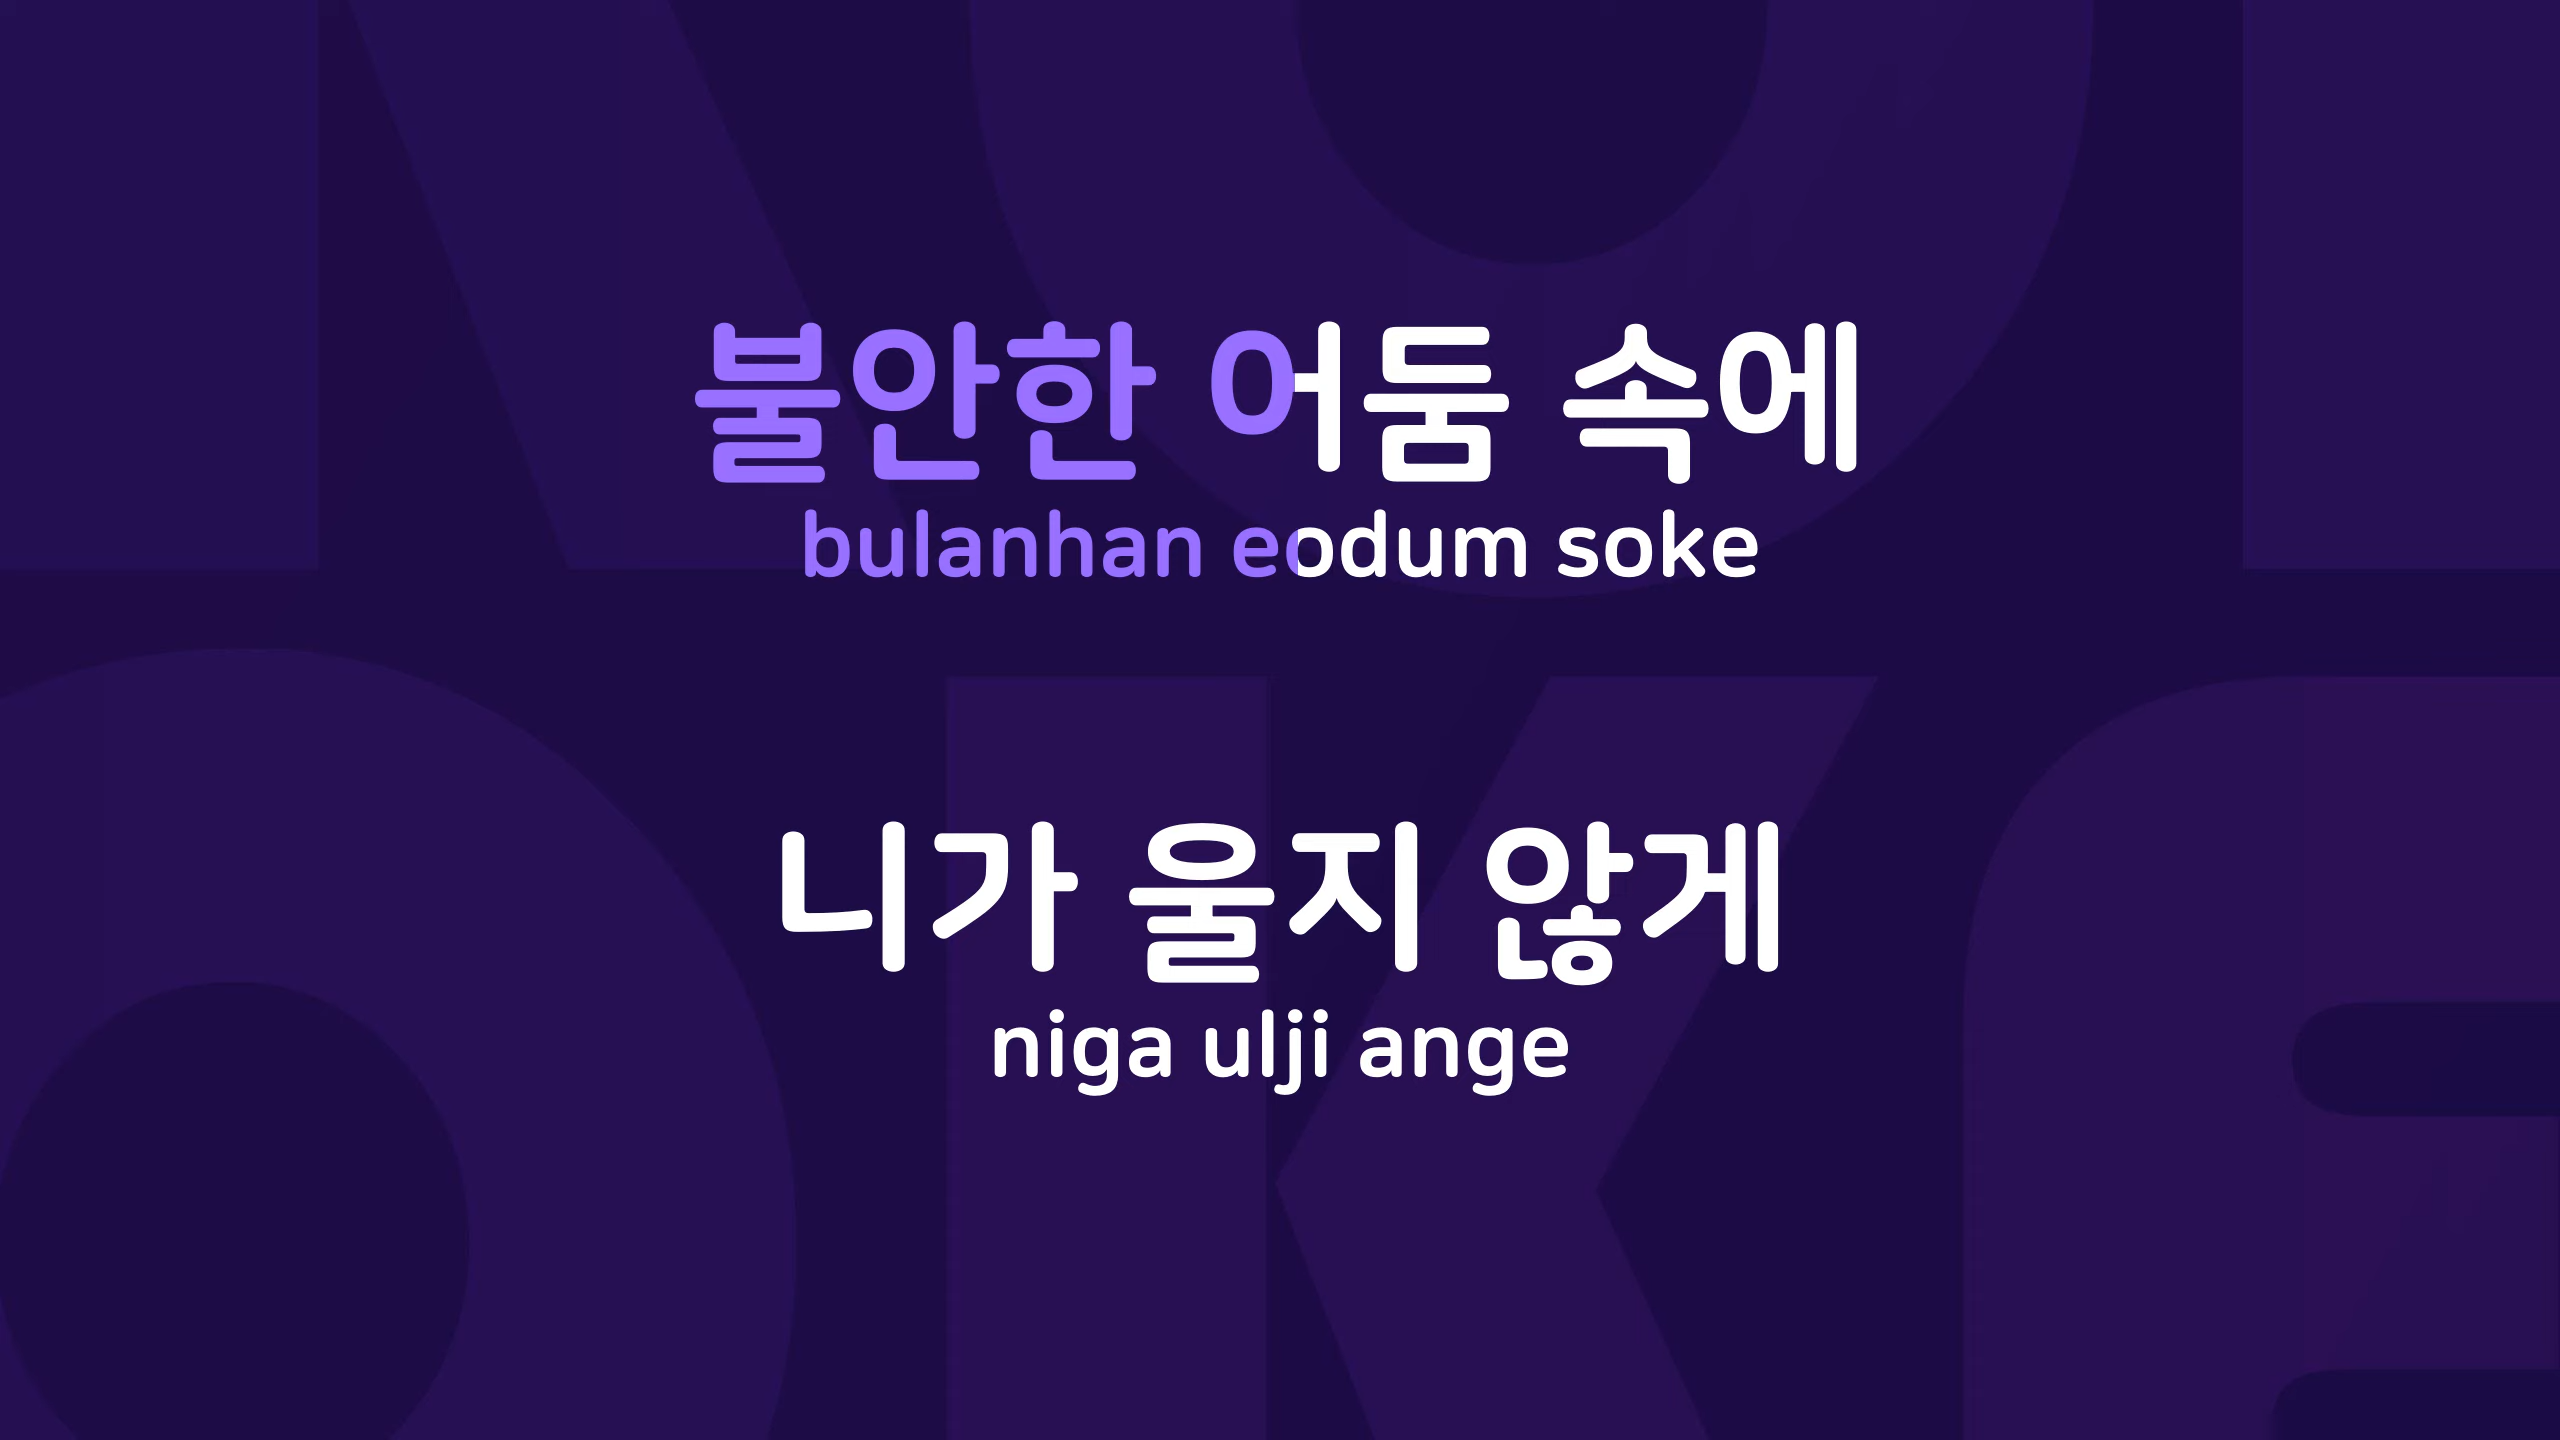 불안한 어둠 속에
bulanhan eodum soke
니가 울지 않게
niga ulji ange